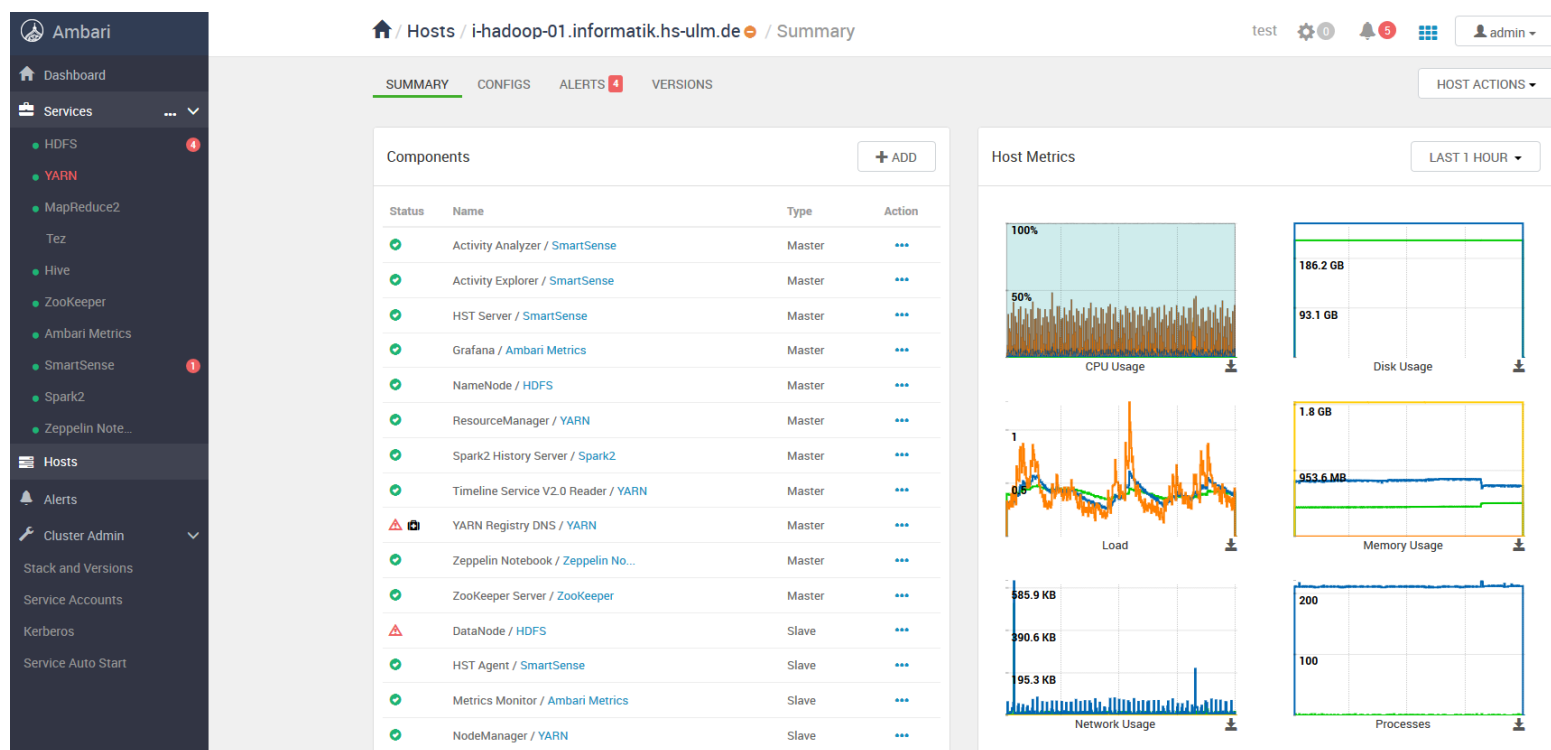 Ambari
/ Hosts / i-hadoop-01.informatik.hs-ulm.de / Summary
test 0 5 admin
Dashboard
Services ...
HDFS 4
YARN
MapReduce2
Tez
Hive
ZooKeeper
Ambari Metrics
SmartSense 1
Spark2
Zeppelin Note...
Hosts
Alerts
Cluster Admin
Stack and Versions
Service Accounts
Kerberos
Service Auto Start
SUMMARY CONFIGS ALERTS 4 VERSIONS
HOST ACTIONS
Components
+ ADD
Status Name Type Action
Activity Analyzer / SmartSense Master ...
Activity Explorer / SmartSense Master ...
HST Server / SmartSense Master ...
Grafana / Ambari Metrics Master ...
NameNode / HDFS Master ...
ResourceManager / YARN Master ...
Spark2 History Server / Spark2 Master ...
Timeline Service V2.0 Reader / YARN Master ...
YARN Registry DNS / YARN Master ...
Zeppelin Notebook / Zeppelin No... Master ...
ZooKeeper Server / ZooKeeper Master ...
DataNode / HDFS Slave ...
HST Agent / SmartSense Slave ...
Metrics Monitor / Ambari Metrics Slave ...
NodeManager / YARN Slave ...
Host Metrics
LAST 1 HOUR
100%
50%
CPU Usage
186.2 GB
93.1 GB
Disk Usage
1
0.5
Load
1.8 GB
953.6 MB
Memory Usage
585.9 KB
390.6 KB
195.3 KB
Network Usage
200
100
Processes